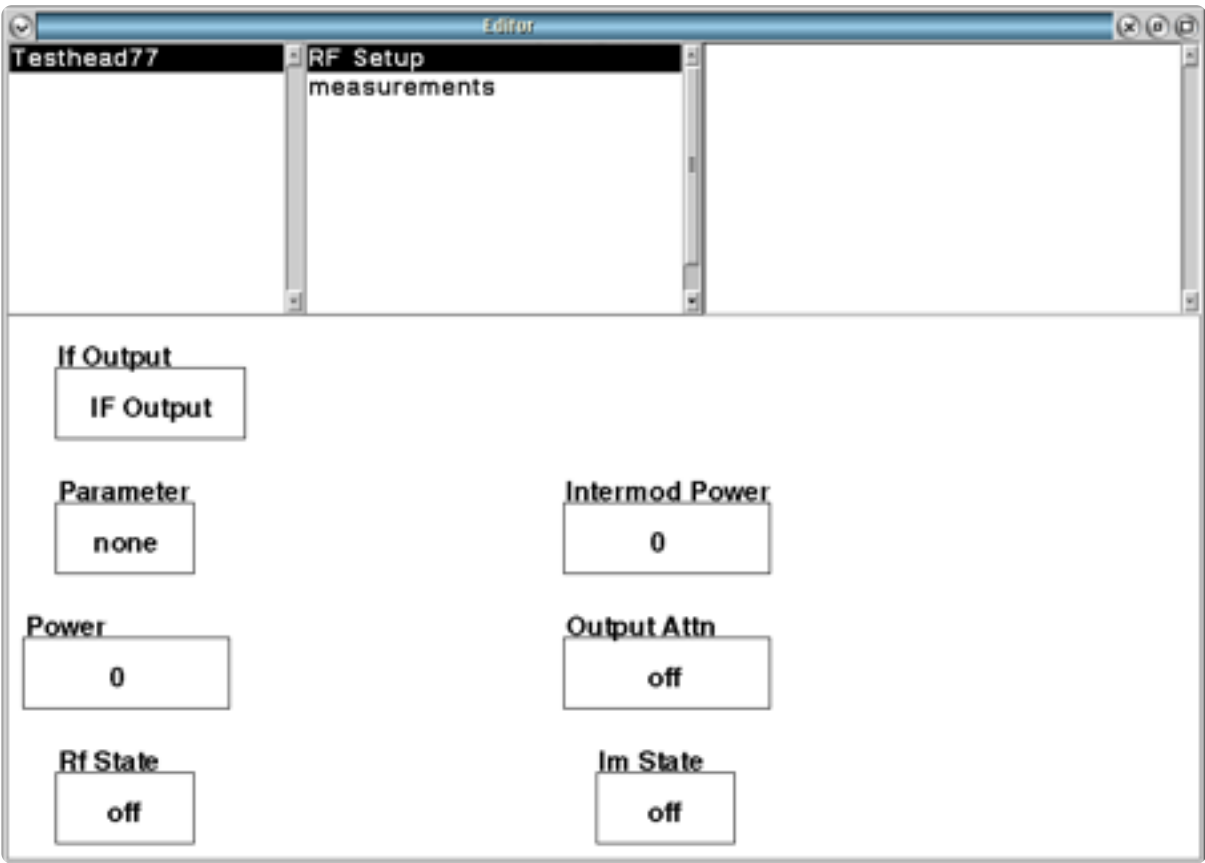 Editor
Testhead77
RF Setup
measurements
If Output
IF Output
Parameter
none
Intermod Power
0
Power
0
Output Attn
off
Rf State
off
Im State
off